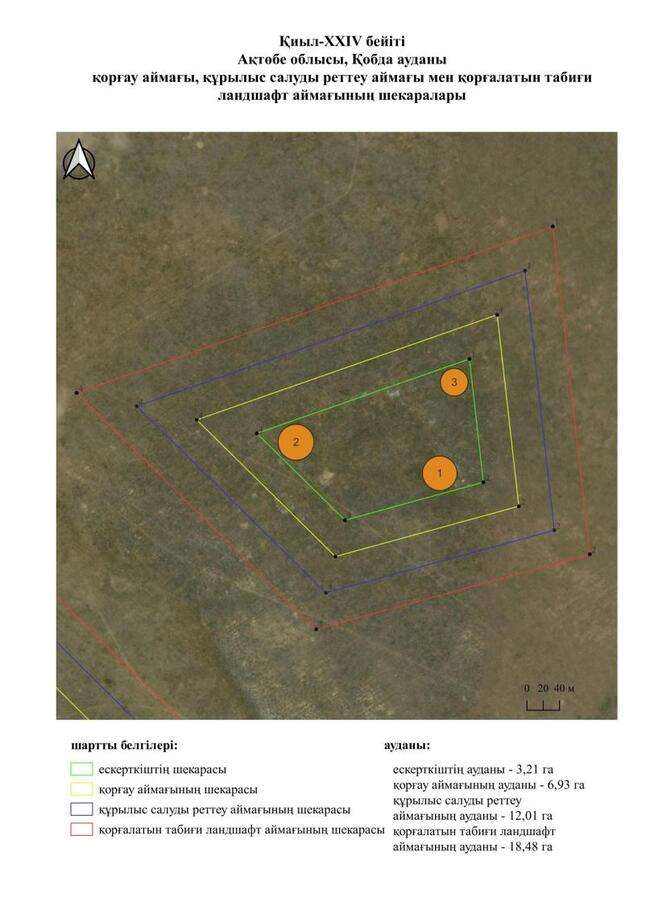 Қиыл-XXIV бейіті
Ақтөбе облысы, Қобда ауданы
қорғау аймағы, құрылыс салуды реттеу аймағы мен қорғалатын табиғи
ландшафт аймағының шекаралары
3
2
1
0 20 40 м
шартты белгілері:
ескерткіштің шекарасы
қорғау аймағының шекарасы
құрылыс салуды реттеу аймағының шекарасы
қорғалатын табиғи ландшафт аймағының шекарасы
ауданы:
ескерткіштің ауданы - 3,21 га
қорғау аймағының ауданы - 6,93 га
құрылыс салуды реттеу
аймағының ауданы - 12,01 га
қорғалатын табиғи ландшафт
аймағының ауданы - 18,48 га